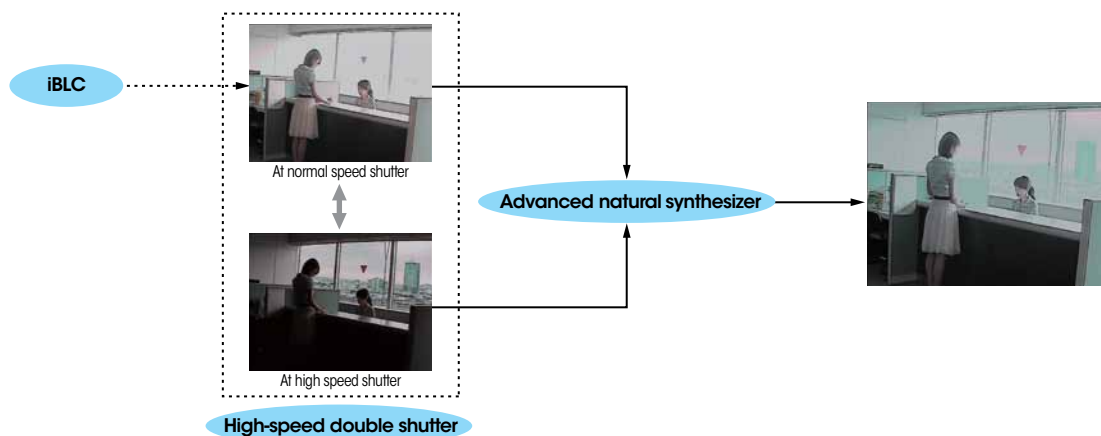 iBLC
At normal speed shutter
At high speed shutter
High-speed double shutter
Advanced natural synthesizer